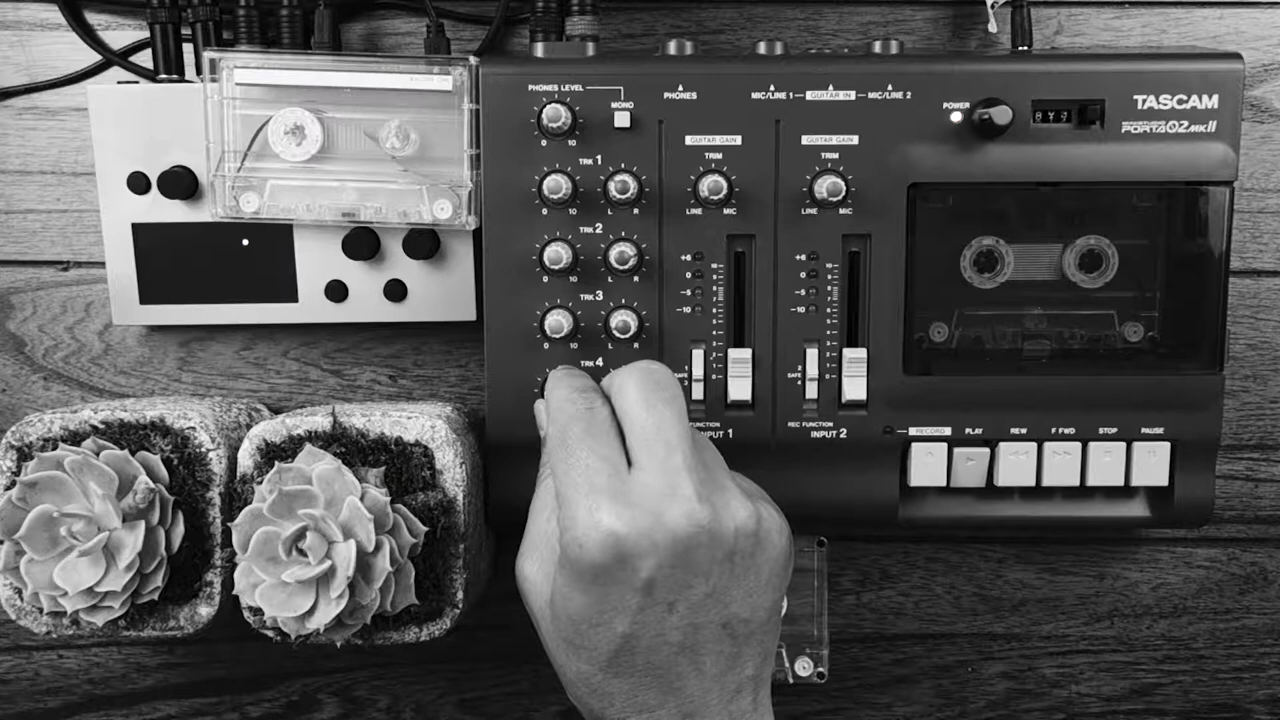 PHONES LEVEL
MONO
0 10
PHONES
MIC/LINE 1 GUITAR IN MIC/LINE 2
POWER
TASCAM
PORTA02MKII
GUITAR GAIN GUITAR GAIN
TRIM TRIM
LINE MIC LINE MIC
TRK 1
0 10 L R
TRK 2
0 10 L R
TRK 3
0 10 L R
TRK 4
+6 +6
0 0
-5 -5
-10 -10
SAFE SAFE
FUNCTION REC FUNCTION
INPUT 1 INPUT 2
RECORD PLAY REW F FWD STOP PAUSE